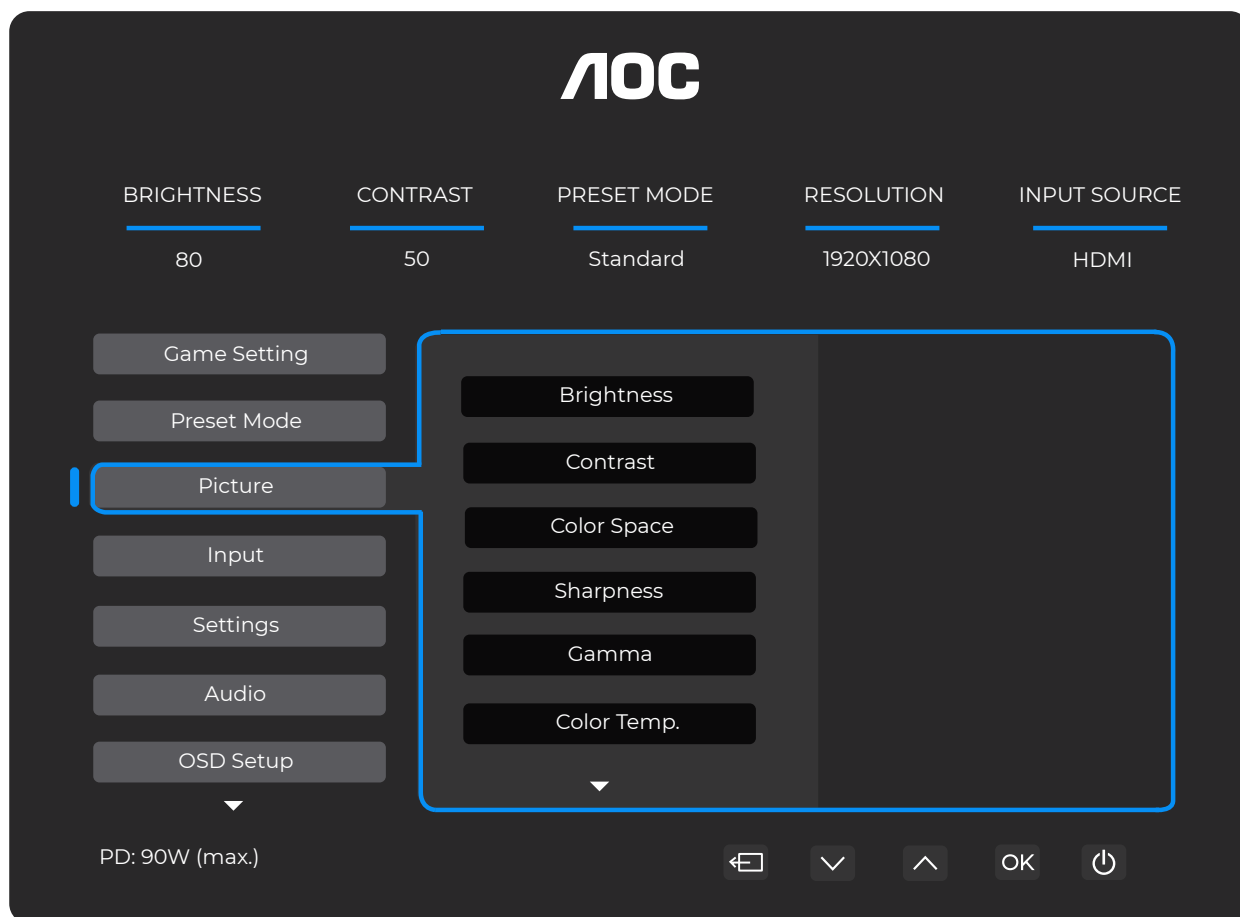 AOC
BRIGHTNESS CONTRAST PRESET MODE RESOLUTION INPUT SOURCE
80 50 Standard 1920X1080 HDMI
Game Setting
Preset Mode
Picture
Input
Settings
Audio
OSD Setup
Brightness
Contrast
Color Space
Sharpness
Gamma
Color Temp.
PD: 90W (max.)
OK